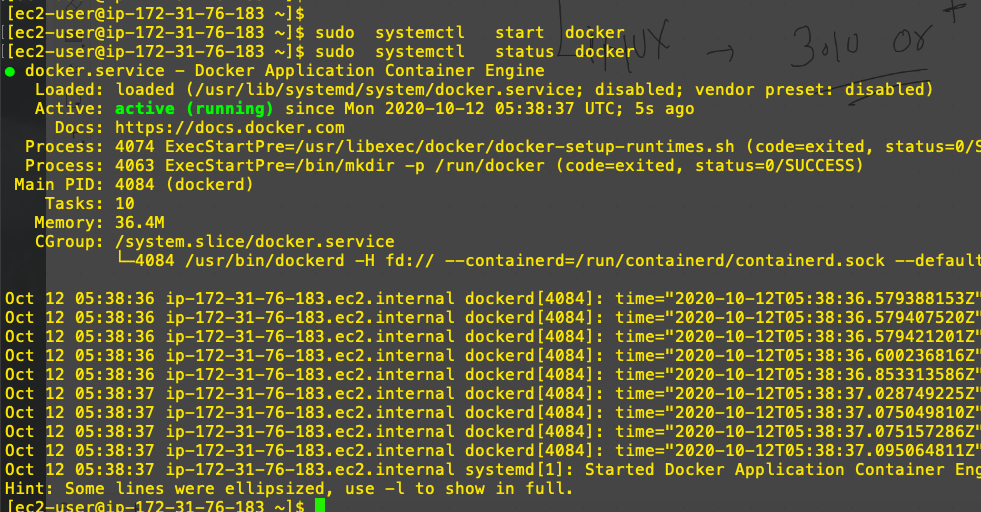 [ec2-user@ip-172-31-76-183 ~]$
[ec2-user@ip-172-31-76-183 ~]$ sudo  systemctl   start  docker
[ec2-user@ip-172-31-76-183 ~]$ sudo  systemctl   status  docker
● docker.service – Docker Application Container Engine
   Loaded: loaded (/usr/lib/systemd/system/docker.service; disabled; vendor preset: disabled)
   Active: active (running) since Mon 2020-10-12 05:38:37 UTC; 5s ago
     Docs: https://docs.docker.com
  Process: 4074 ExecStartPre=/usr/libexec/docker/docker-setup-runtimes.sh (code=exited, status=0/S
  Process: 4063 ExecStartPre=/bin/mkdir -p /run/docker (code=exited, status=0/SUCCESS)
 Main PID: 4084 (dockerd)
    Tasks: 10
   Memory: 36.4M
   CGroup: /system.slice/docker.service
           └─4084 /usr/bin/dockerd -H fd:// --containerd=/run/containerd/containerd.sock --default
Oct 12 05:38:36 ip-172-31-76-183.ec2.internal dockerd[4084]: time="2020-10-12T05:38:36.579388153Z"
Oct 12 05:38:36 ip-172-31-76-183.ec2.internal dockerd[4084]: time="2020-10-12T05:38:36.579407520Z"
Oct 12 05:38:36 ip-172-31-76-183.ec2.internal dockerd[4084]: time="2020-10-12T05:38:36.579421201Z"
Oct 12 05:38:36 ip-172-31-76-183.ec2.internal dockerd[4084]: time="2020-10-12T05:38:36.600236816Z"
Oct 12 05:38:36 ip-172-31-76-183.ec2.internal dockerd[4084]: time="2020-10-12T05:38:36.853313586Z"
Oct 12 05:38:37 ip-172-31-76-183.ec2.internal dockerd[4084]: time="2020-10-12T05:38:37.028749225Z"
Oct 12 05:38:37 ip-172-31-76-183.ec2.internal dockerd[4084]: time="2020-10-12T05:38:37.075049810Z"
Oct 12 05:38:37 ip-172-31-76-183.ec2.internal dockerd[4084]: time="2020-10-12T05:38:37.075157286Z"
Oct 12 05:38:37 ip-172-31-76-183.ec2.internal dockerd[4084]: time="2020-10-12T05:38:37.095064811Z"
Oct 12 05:38:37 ip-172-31-76-183.ec2.internal systemd[1]: Started Docker Application Container Eng
Hint: Some lines were ellipsized, use -l to show in full.
[ec2-user@ip-172-31-76-183 ~]$
Linux → 3.10 or +